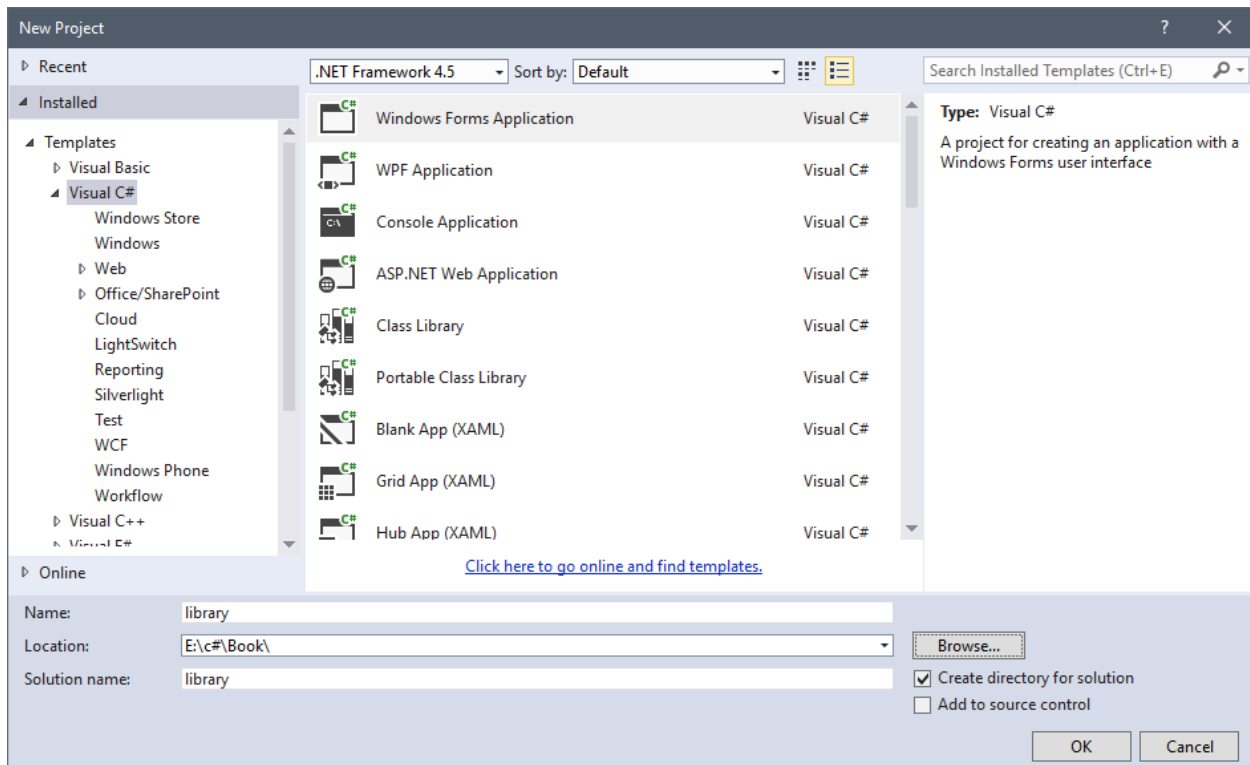 New Project
?
Recent
Installed
Templates
Visual Basic
Visual C#
Windows Store
Windows
Web
Office/SharePoint
Cloud
LightSwitch
Reporting
Silverlight
Test
WCF
Windows Phone
Workflow
Visual C++
Visual F#
Online
.NET Framework 4.5 Sort by: Default
Windows Forms Application Visual C#
WPF Application Visual C#
Console Application Visual C#
ASP.NET Web Application Visual C#
Class Library Visual C#
Portable Class Library Visual C#
Blank App (XAML) Visual C#
Grid App (XAML) Visual C#
Hub App (XAML) Visual C#
Click here to go online and find templates.
Search Installed Templates (Ctrl+E)
Type: Visual C#
A project for creating an application with a
Windows Forms user interface
Name: library
Location: E:\c#\Book\
Browse...
Solution name: library
Create directory for solution
Add to source control
OK Cancel